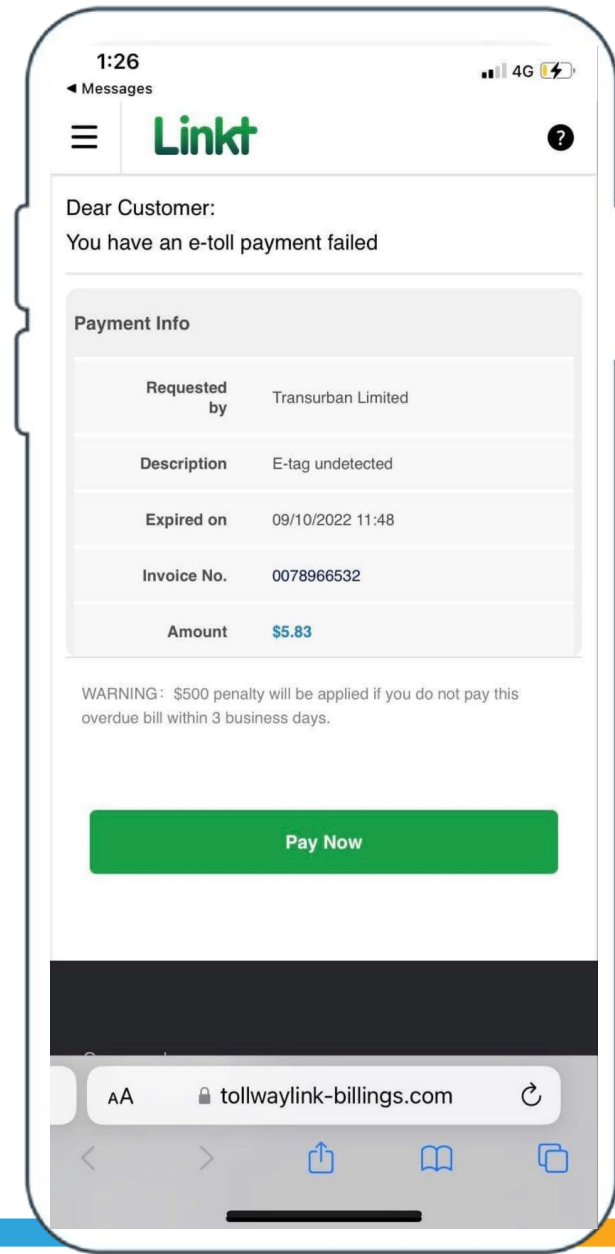 1:26
4G
◀ Messages
Linkt
?
Dear Customer:
You have an e-toll payment failed
Payment Info
Requested by Transurban Limited
Description E-tag undetected
Expired on 09/10/2022 11:48
Invoice No. 0078966532
Amount $5.83
WARNING: $500 penalty will be applied if you do not pay this
overdue bill within 3 business days.
Pay Now
AA tollwaylink-billings.com